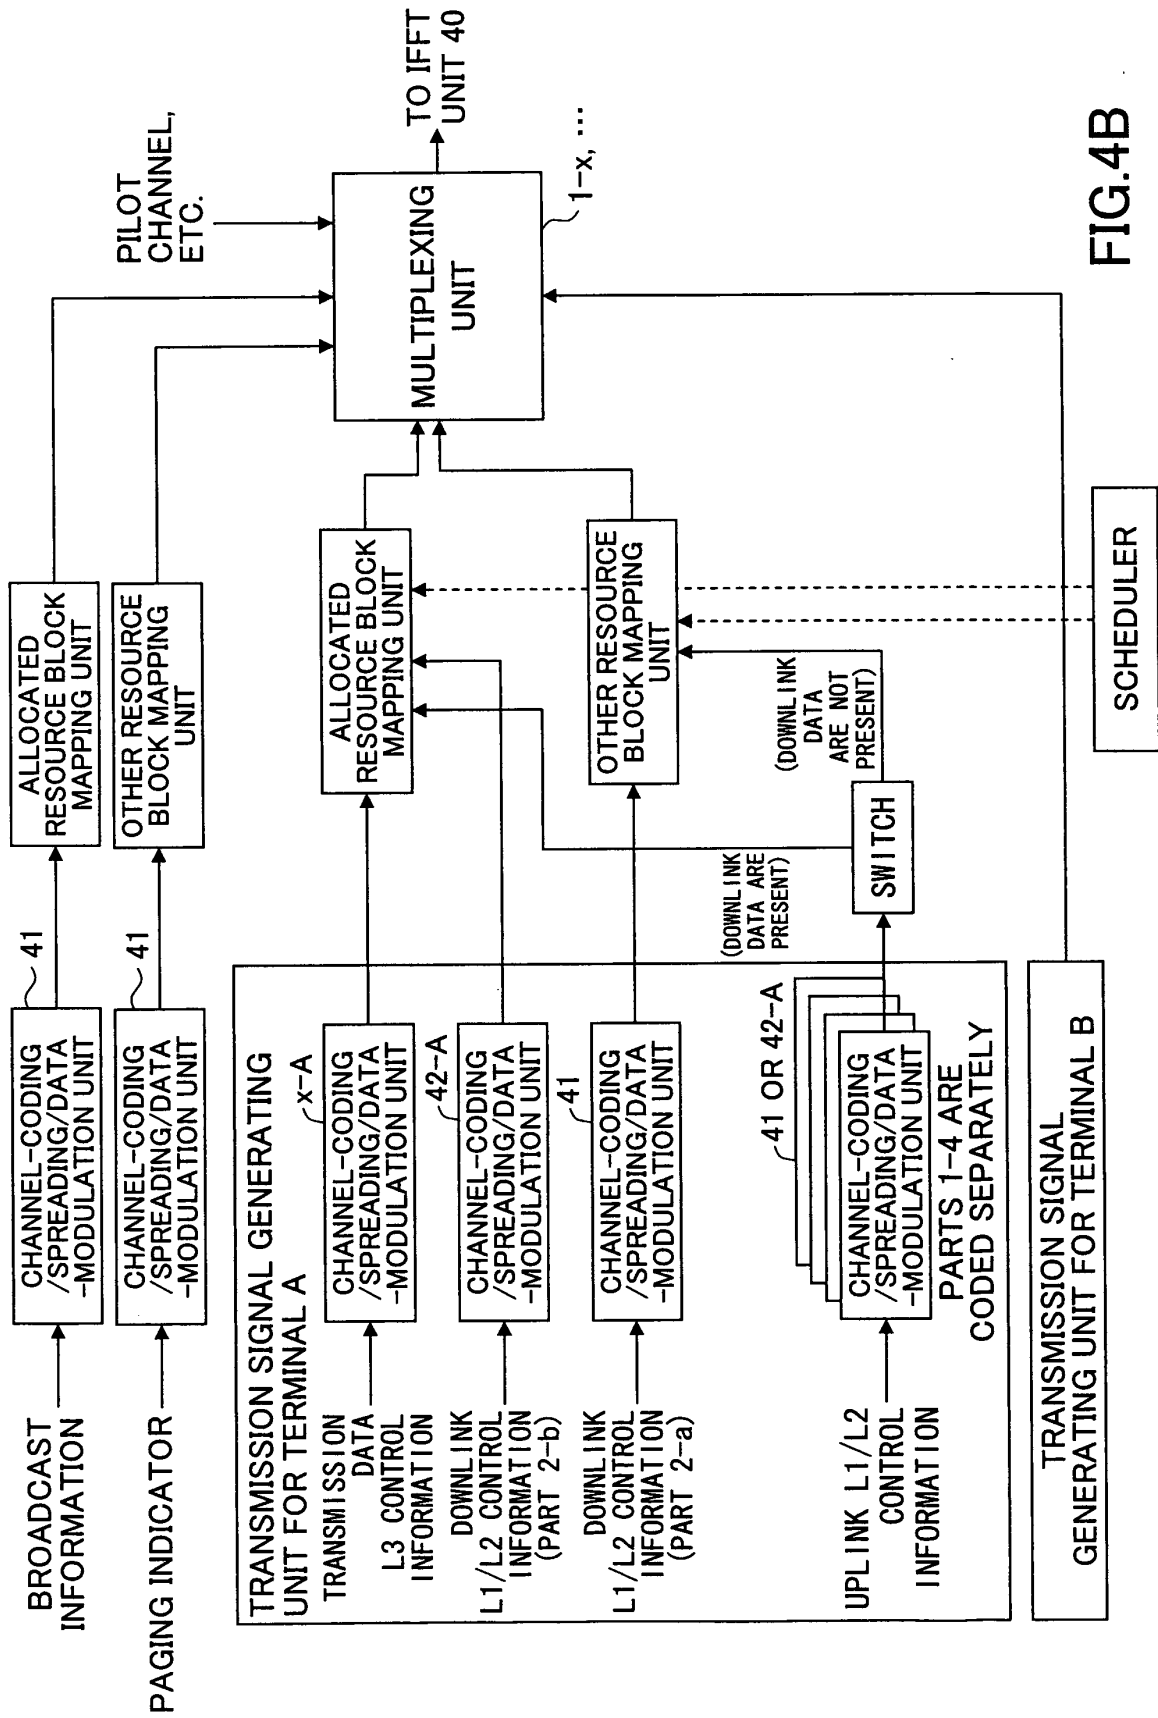 BROADCAST
INFORMATION
CHANNEL-CODING
/SPREADING/DATA
-MODULATION UNIT
41
ALLOCATED
RESOURCE BLOCK
MAPPING UNIT
PAGING INDICATOR
CHANNEL-CODING
/SPREADING/DATA
-MODULATION UNIT
41
OTHER RESOURCE
BLOCK MAPPING
UNIT
PILOT
CHANNEL,
ETC.
TRANSMISSION SIGNAL GENERATING
UNIT FOR TERMINAL A
TRANSMISSION
DATA
L3 CONTROL
INFORMATION
CHANNEL-CODING
/SPREADING/DATA
-MODULATION UNIT
x-A
ALLOCATED
RESOURCE BLOCK
MAPPING UNIT
MULTIPLEXING
UNIT
TO IFFT
UNIT 40
1-x, ...
DOWNLINK
L1/L2 CONTROL
INFORMATION
(PART 2-b)
CHANNEL-CODING
/SPREADING/DATA
-MODULATION UNIT
42-A
DOWNLINK
L1/L2 CONTROL
INFORMATION
(PART 2-a)
CHANNEL-CODING
/SPREADING/DATA
-MODULATION UNIT
41
OTHER RESOURCE
BLOCK MAPPING
UNIT
(DOWNLINK
DATA ARE
PRESENT)
(DOWNLINK
DATA
ARE NOT
PRESENT)
UPLINK L1/L2
CONTROL
INFORMATION
41 OR 42-A
CHANNEL-CODING
/SPREADING/DATA
-MODULATION UNIT
PARTS 1-4 ARE
CODED SEPARATELY
SWITCH
TRANSMISSION SIGNAL
GENERATING UNIT FOR TERMINAL B
SCHEDULER
FIG.4B